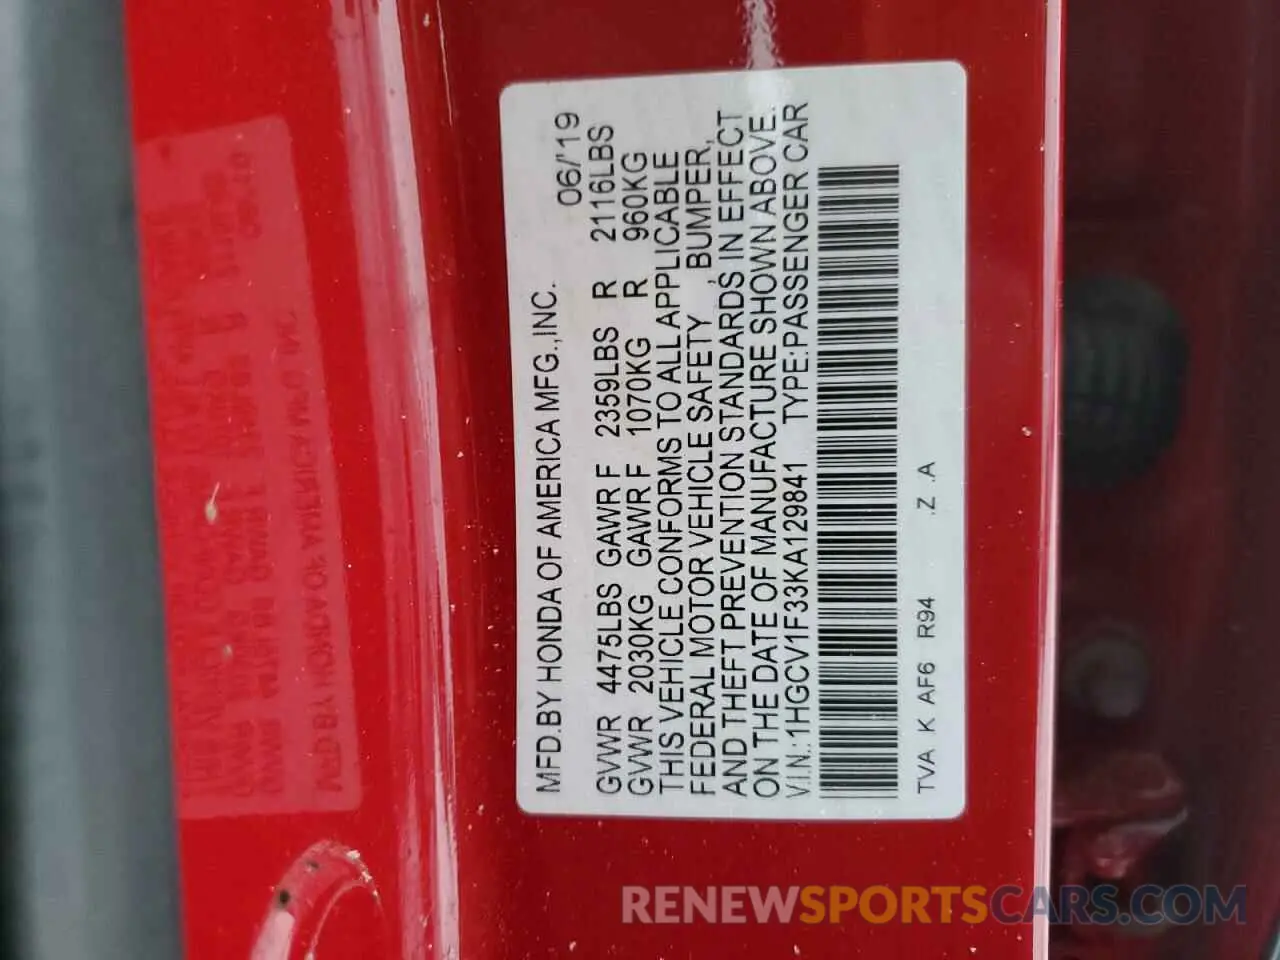 MFD.BY HONDA OF AMERICA MFG.,INC. 06/'19
GVWR 4475LBS GAWR F 2359LBS R 2116LBS
GVWR 2030KG GAWR F 1070KG R 960KG
THIS VEHICLE CONFORMS TO ALL APPLICABLE
FEDERAL MOTOR VEHICLE SAFETY , BUMPER,
AND THEFT PREVENTION STANDARDS IN EFFECT
ON THE DATE OF MANUFACTURE SHOWN ABOVE.
V.I.N.:1HGCV1F33KA129841 TYPE:PASSENGER CAR
TVA K AF6 R94 .Z .A
RENEWSPORTSCARS.COM